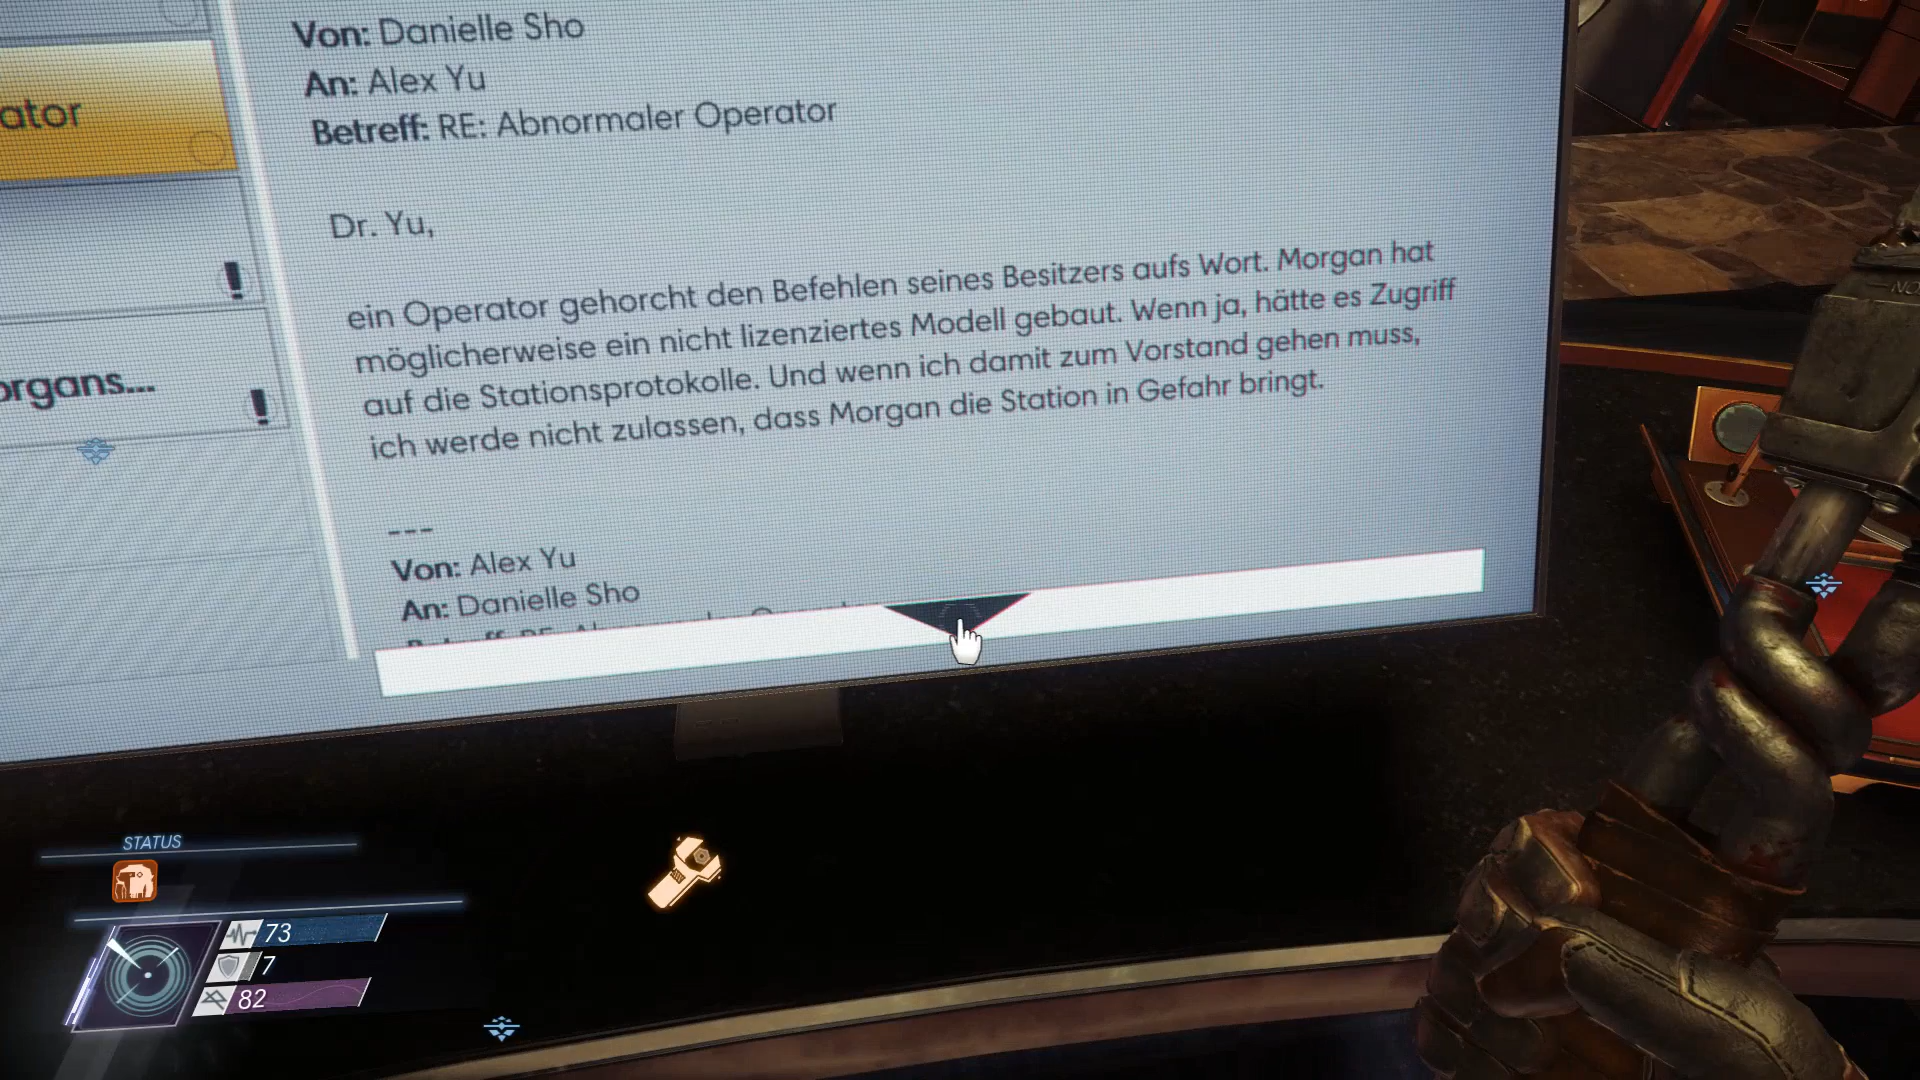 Von: Danielle Sho
An: Alex Yu
Betreff: RE: Abnormaler Operator
ator
Dr. Yu,
ein Operator gehorcht den Befehlen seines Besitzers aufs Wort. Morgan hat
möglicherweise ein nicht lizenziertes Modell gebaut. Wenn ja, hätte es Zugriff
auf die Stationsprotokolle. Und wenn ich damit zum Vorstand gehen muss,
ich werde nicht zulassen, dass Morgan die Station in Gefahr bringt.
organs...
---
Von: Alex Yu
An: Danielle Sho
STATUS
73
7
82